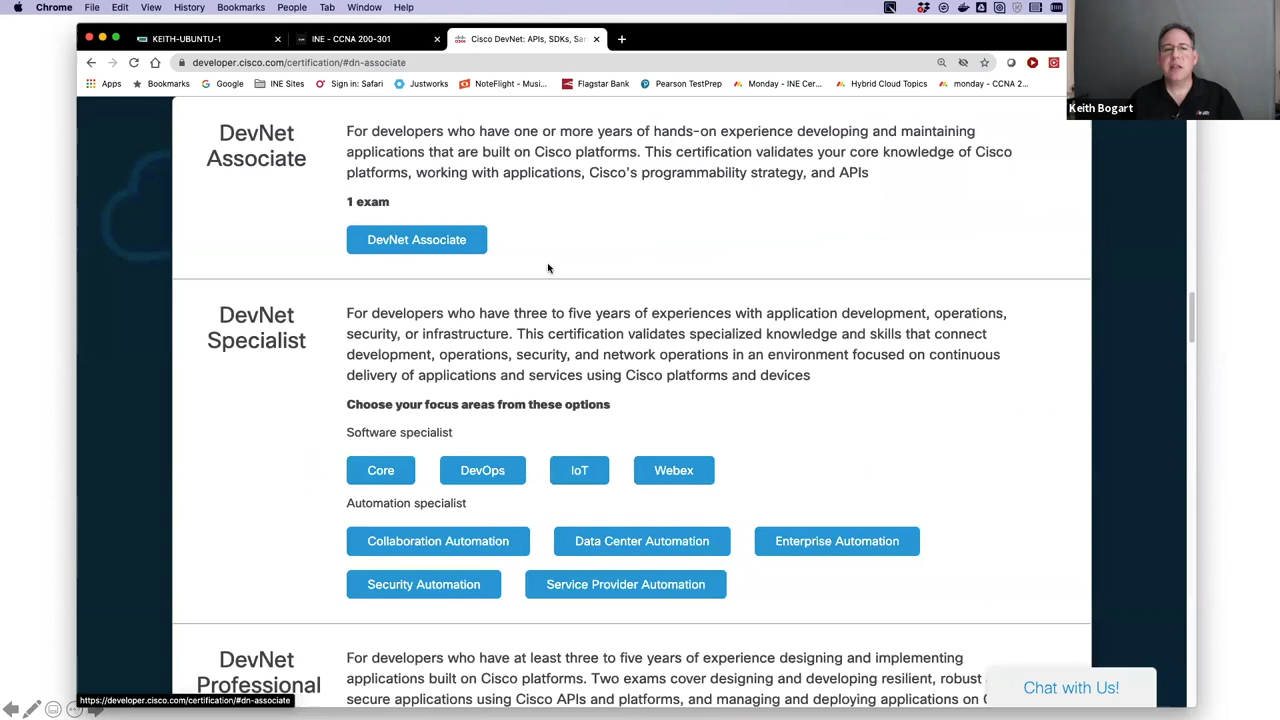 Chrome File Edit View History Bookmarks People Tab Window Help
KEITH-UBUNTU-1
INE - CCNA 200-301
Cisco DevNet: APIs, SDKs, Sa
developer.cisco.com/certification/#dn-associate
Apps Bookmarks Google INE Sites Sign in: Safari Justworks NoteFlight - Musi... Flagstar Bank Pearson TestPrep Monday - INE Cer... Hybrid Cloud Topics monday — CCNA 2...
Keith Bogart
DevNet
Associate
For developers who have one or more years of hands-on experience developing and maintaining
applications that are built on Cisco platforms. This certification validates your core knowledge of Cisco
platforms, working with applications, Cisco's programmability strategy, and APIs
1 exam
DevNet Associate
DevNet
Specialist
For developers who have three to five years of experiences with application development, operations,
security, or infrastructure. This certification validates specialized knowledge and skills that connect
development, operations, security, and network operations in an environment focused on continuous
delivery of applications and services using Cisco platforms and devices
Choose your focus areas from these options
Software specialist
Core DevOps IoT Webex
Automation specialist
Collaboration Automation Data Center Automation Enterprise Automation
Security Automation Service Provider Automation
DevNet
Professional
For developers who have at least three to five years of experience designing and implementing
applications built on Cisco platforms. Two exams cover designing and developing resilient, robust
secure applications using Cisco APIs and platforms, and managing and deploying applications on C
Chat with Us!
https://developer.cisco.com/certification/#dn-associate